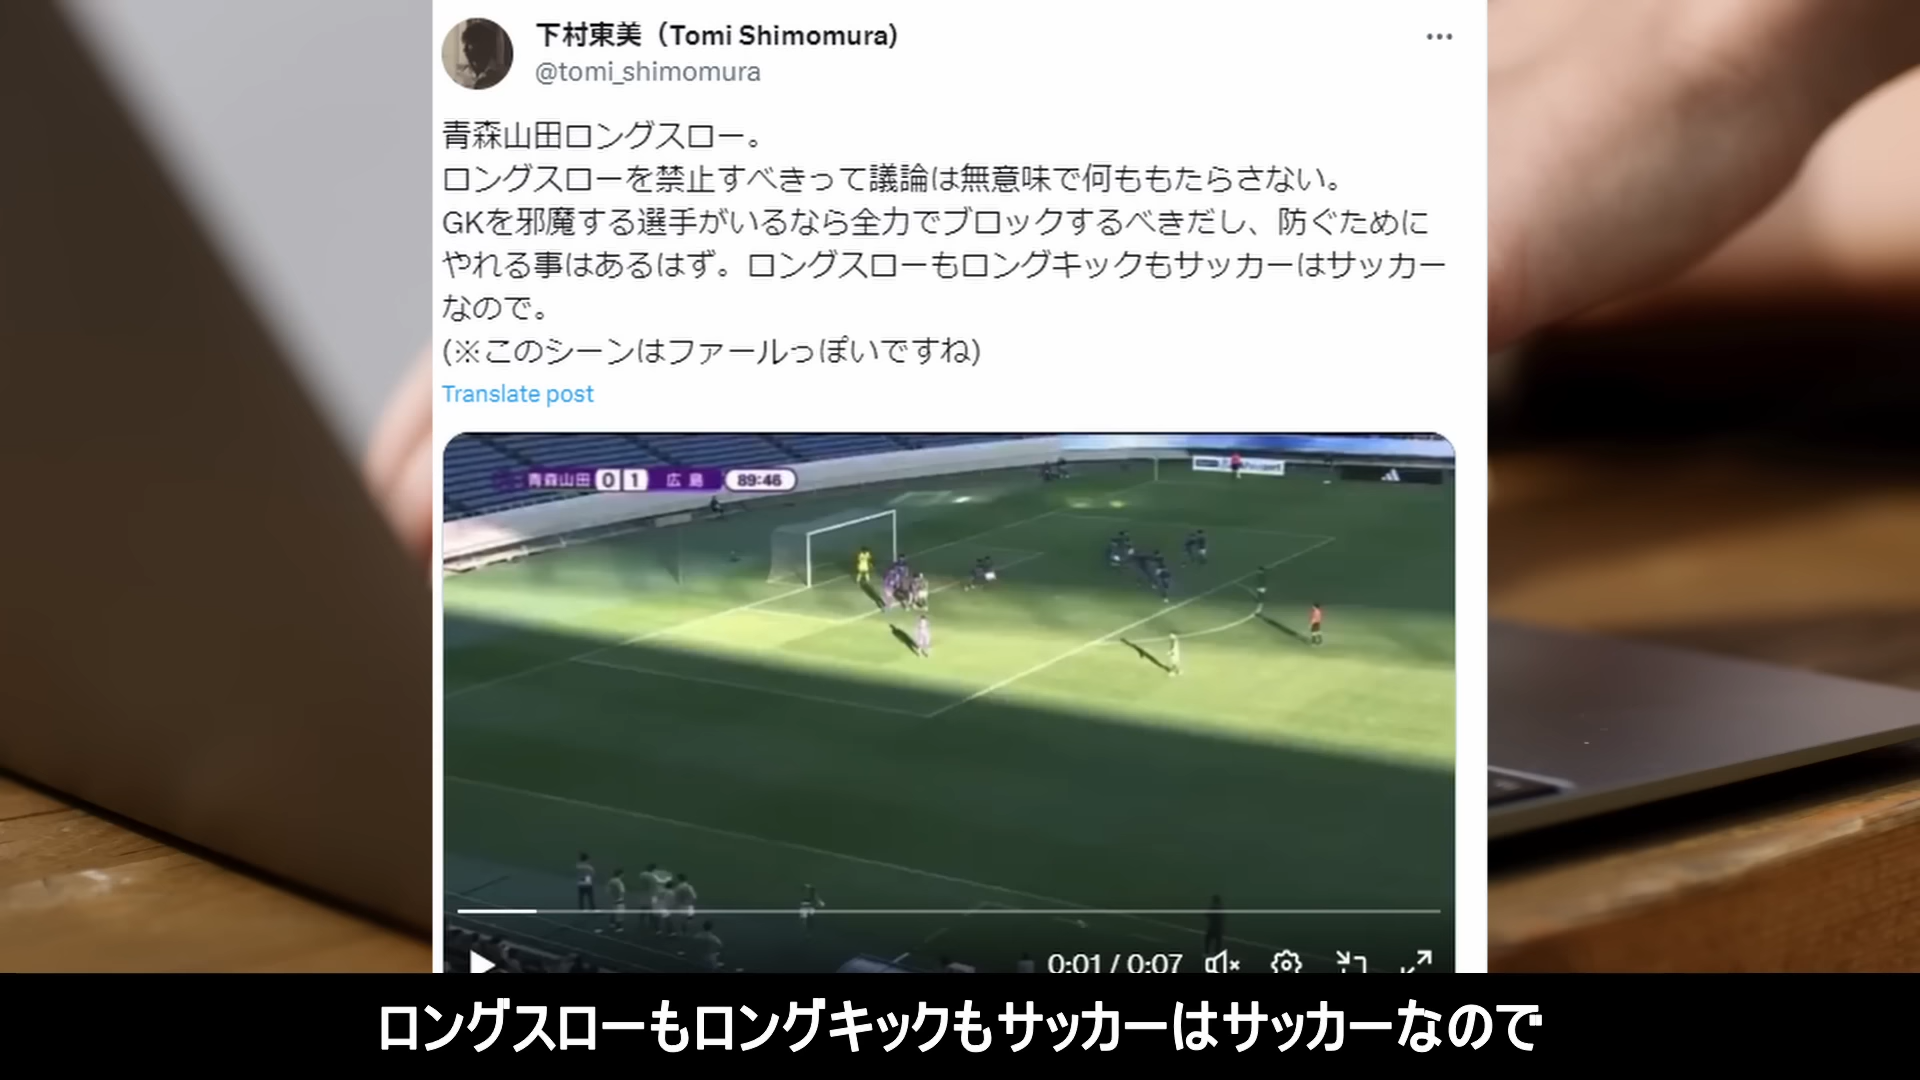 下村東美（Tomi Shimomura)
@tomi_shimomura
青森山田ロングスロー。
ロングスローを禁止すべきって議論は無意味で何ももたらさない。
GKを邪魔する選手がいるなら全力でブロックするべきだし、防ぐために
やれる事はあるはず。ロングスローもロングキックもサッカーはサッカー
なので。
(※このシーンはファールっぽいですね)
Translate post
青森山田 0 1 広島 89:46
0:01 / 0:07
ロングスローもロングキックもサッカーはサッカーなので